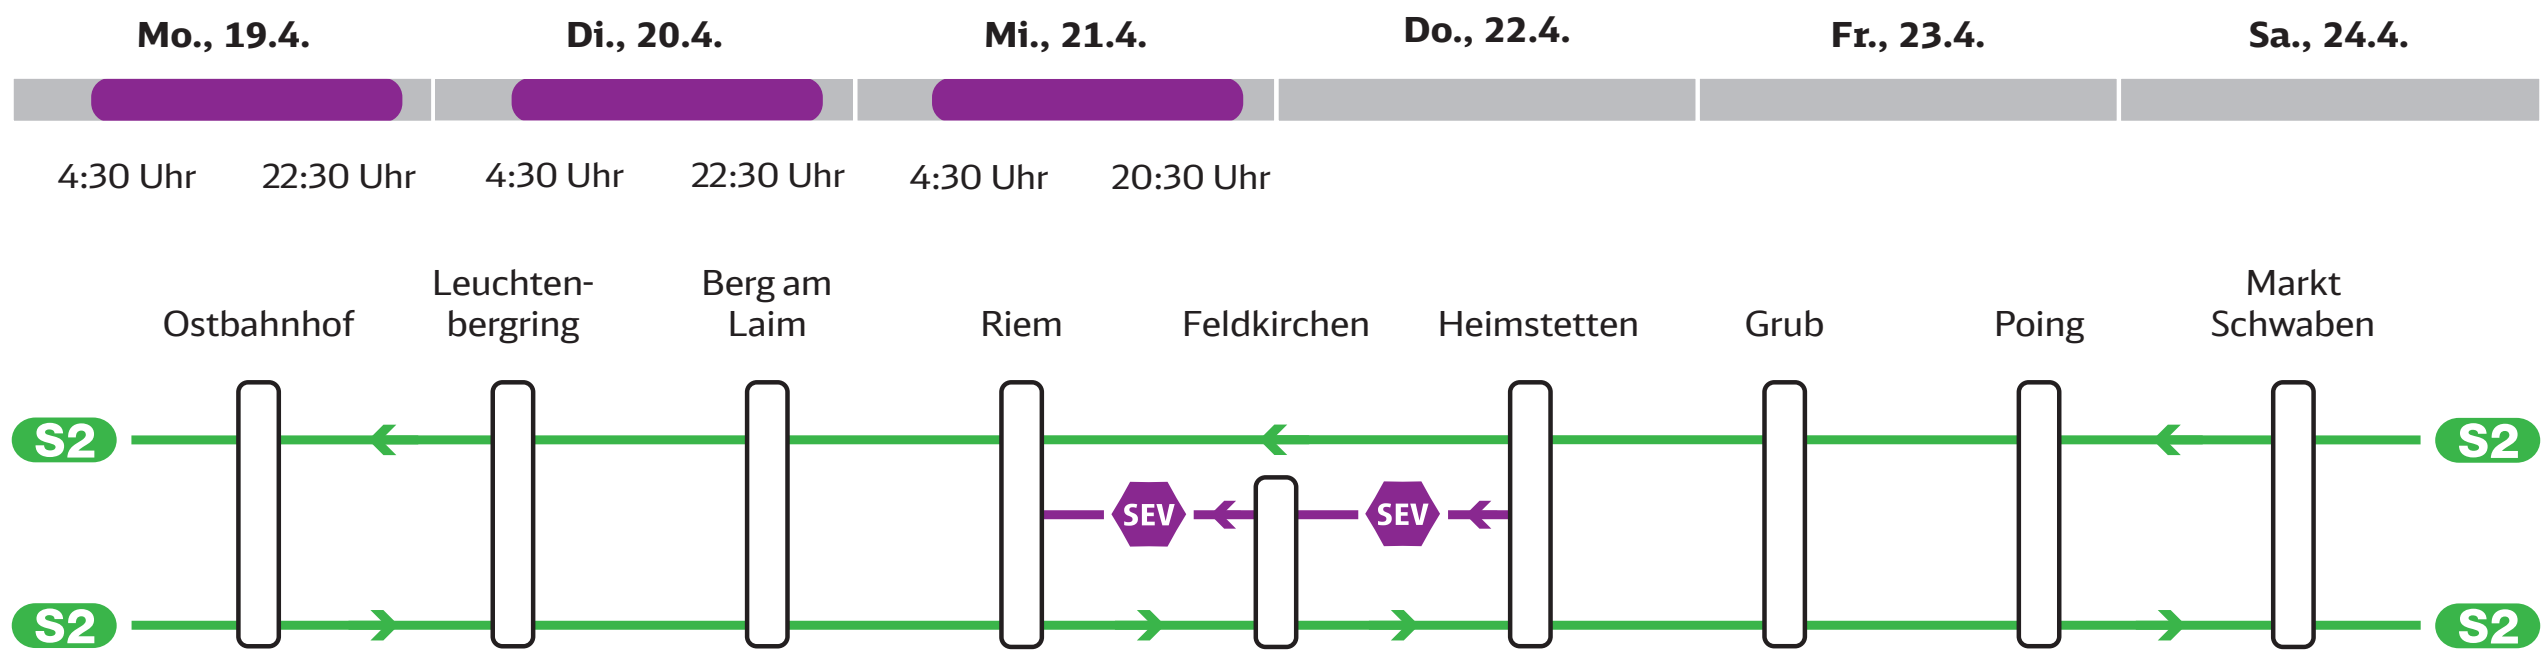 Mo., 19.4. Di., 20.4. Mi., 21.4. Do., 22.4. Fr., 23.4. Sa., 24.4.
4:30 Uhr 22:30 Uhr 4:30 Uhr 22:30 Uhr 4:30 Uhr 20:30 Uhr
Ostbahnhof
Leuchten-
bergring
Berg am
Laim
Riem
Feldkirchen
Heimstetten
Grub
Poing
Markt
Schwaben
S2 S2
SEV SEV
S2 S2